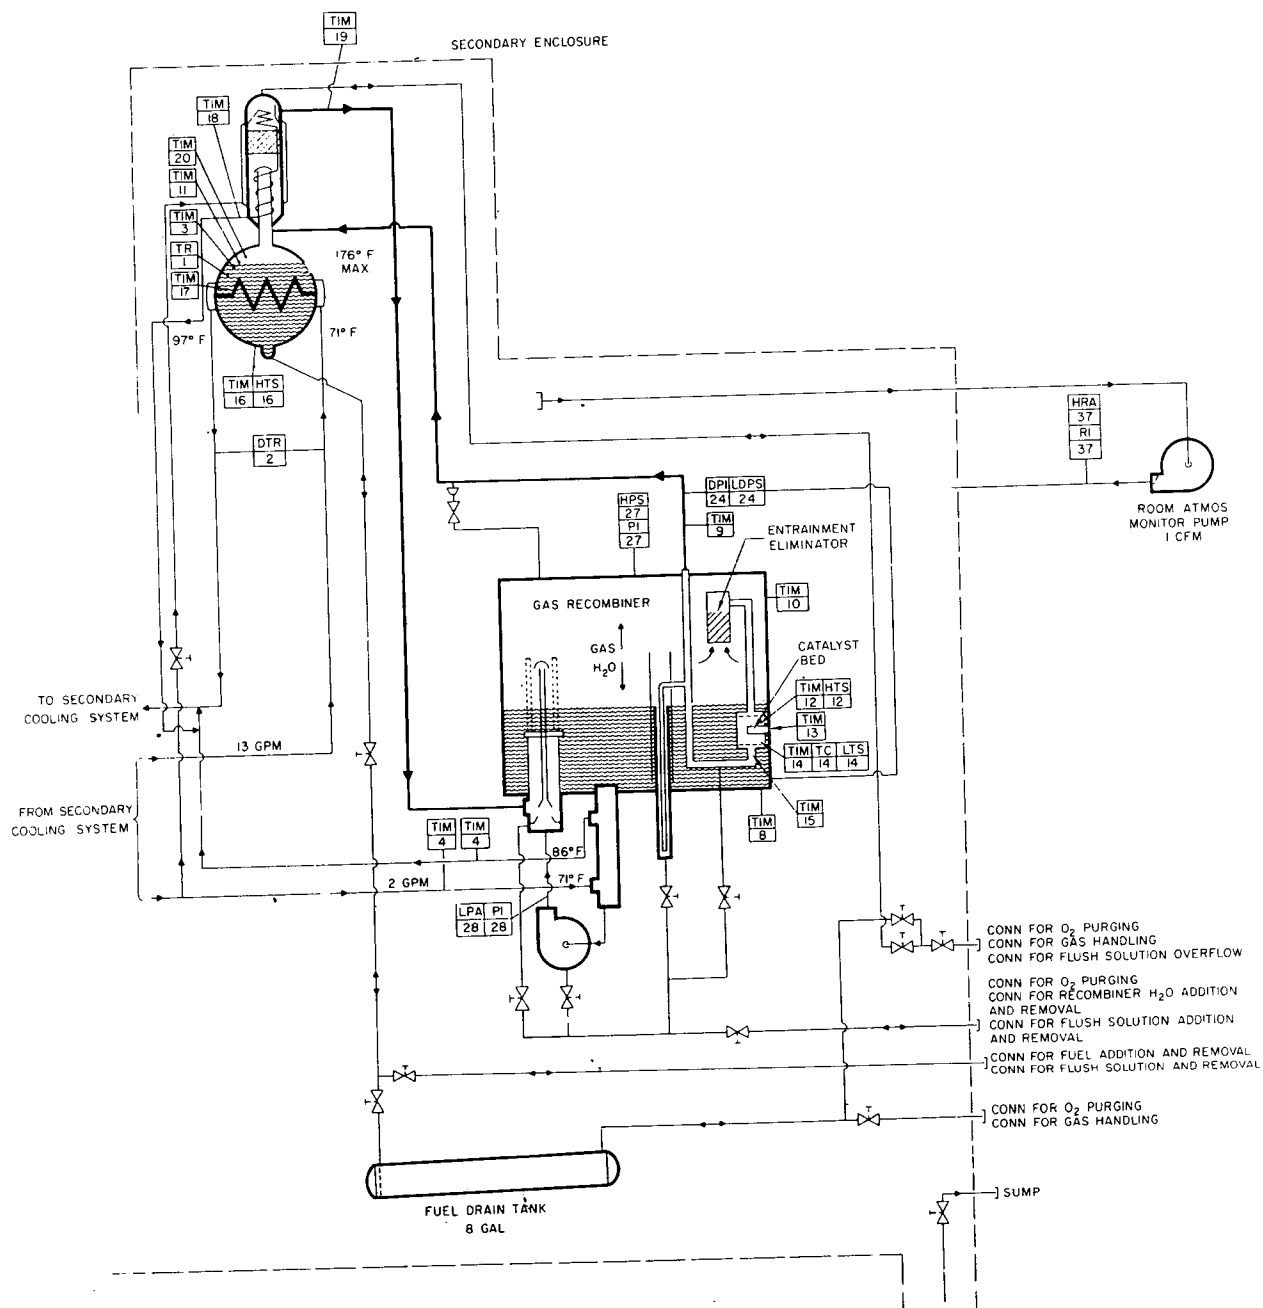 TIM
19
SECONDARY ENCLOSURE
TIM
18
TIM
20
TIM
11
TIM
3
TR
1
TIM
17
176° F
MAX.
97° F
71° F
TIM HTS
16 16
DTR
2
HRA
37
RI
37
ROOM ATMOS
MONITOR PUMP
1 CFM
HPS
27
PI
27
DPI LDPS
24 24
TIM
9
ENTRAINMENT
ELIMINATOR
TIM
10
GAS RECOMBINER
GAS
H2O
CATALYST
BED
TIM HTS
12 12
TIM
13
TIM TC LTS
14 14 14
TIM
15
TIM
8
TO SECONDARY
COOLING SYSTEM
13 GPM
FROM SECONDARY
COOLING SYSTEM
TIM
4
TIM
4
86° F
2 GPM
71° F
LPA PI
28 28
CONN FOR O2 PURGING
CONN FOR GAS HANDLING
CONN FOR FLUSH SOLUTION OVERFLOW
CONN FOR O2 PURGING
CONN FOR RECOMBINER H2O ADDITION
AND REMOVAL
CONN FOR FLUSH SOLUTION ADDITION
AND REMOVAL
CONN FOR FUEL ADDITION AND REMOVAL
CONN FOR FLUSH SOLUTION AND REMOVAL
CONN FOR O2 PURGING
CONN FOR GAS HANDLING
FUEL DRAIN TANK
8 GAL
SUMP